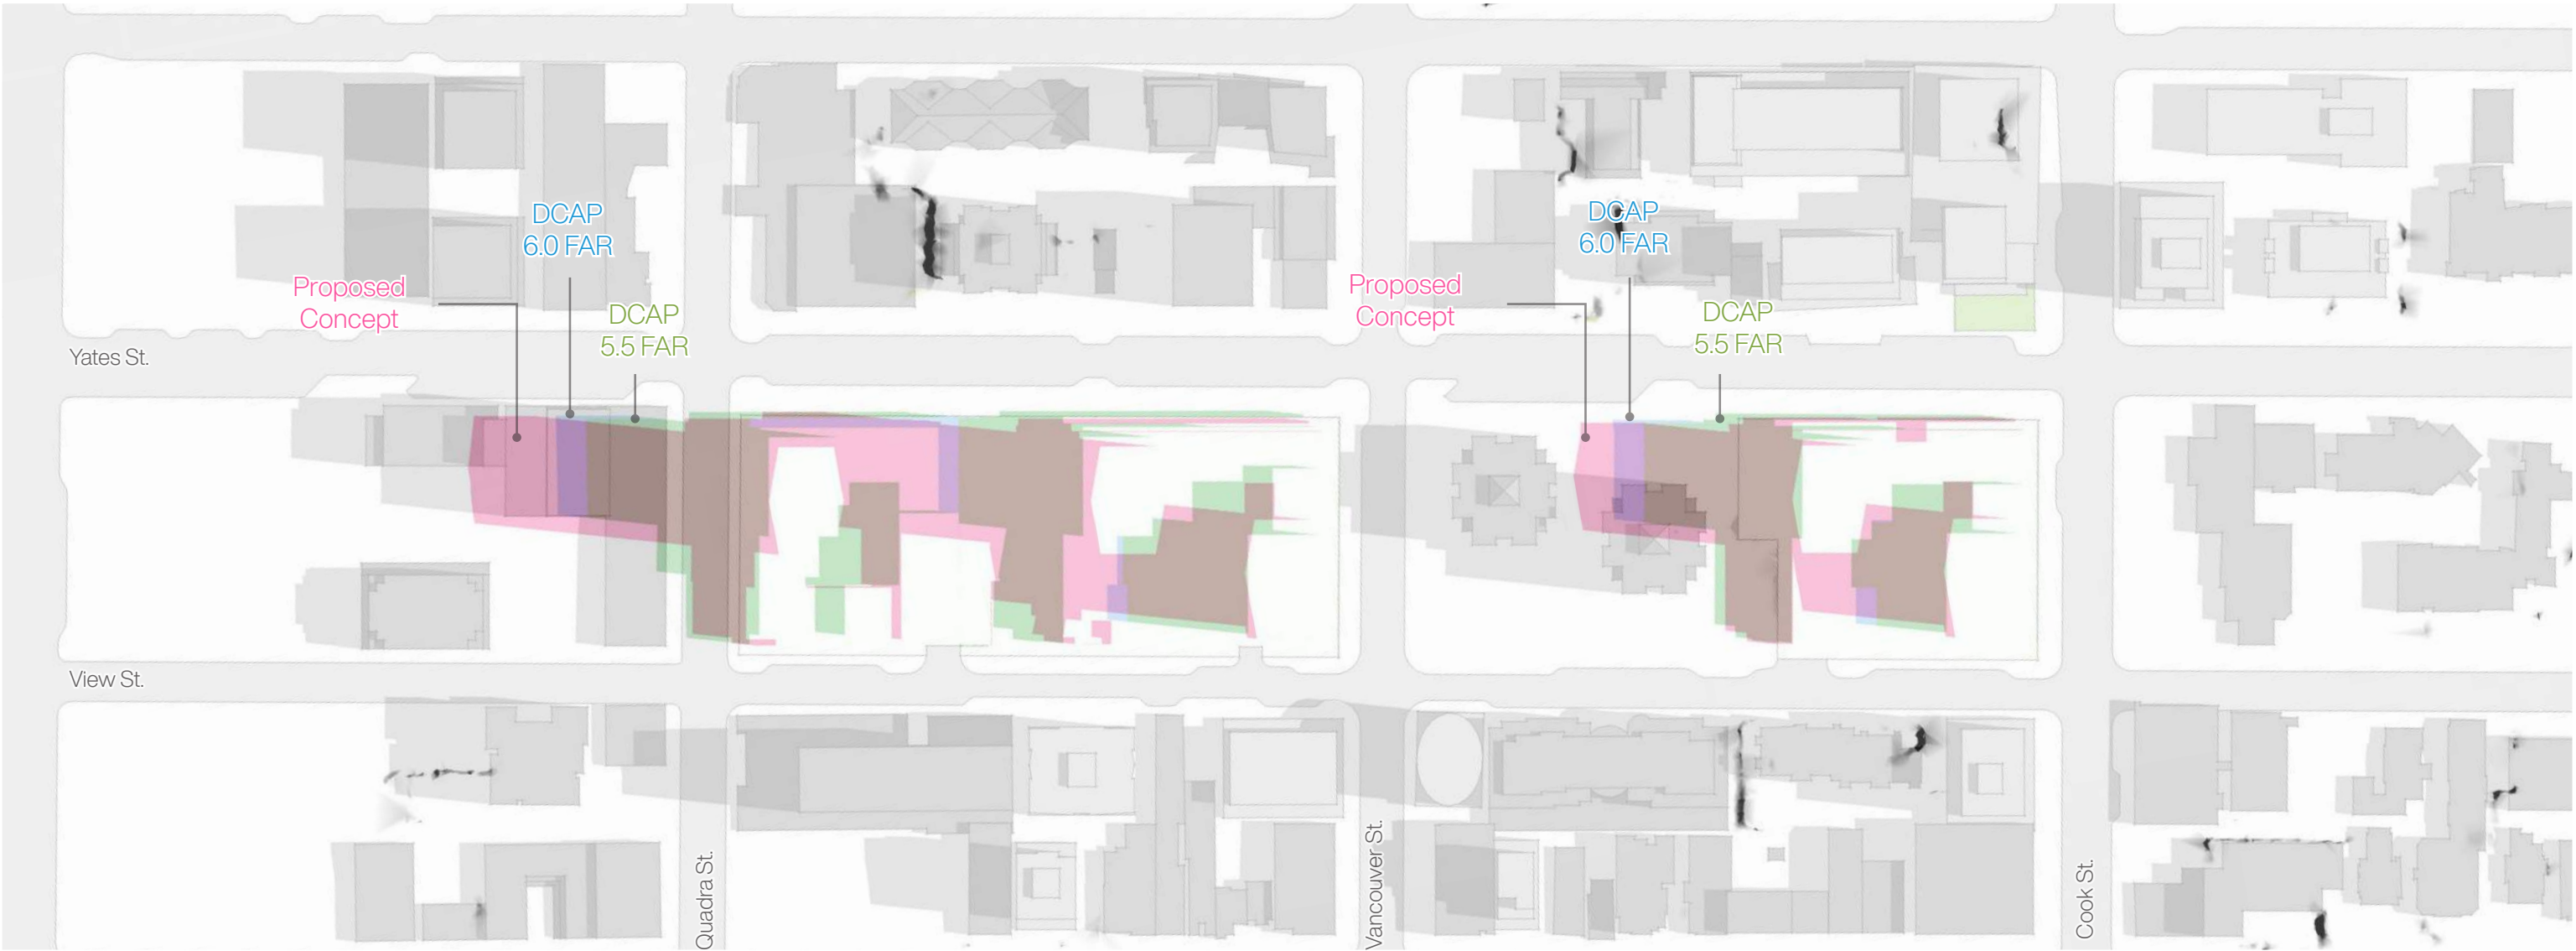 DCAP
6.0 FAR
Proposed
Concept
DCAP
5.5 FAR
DCAP
6.0 FAR
Proposed
Concept
DCAP
5.5 FAR
Yates St.
View St.
Quadra St.
Vancouver St.
Cook St.